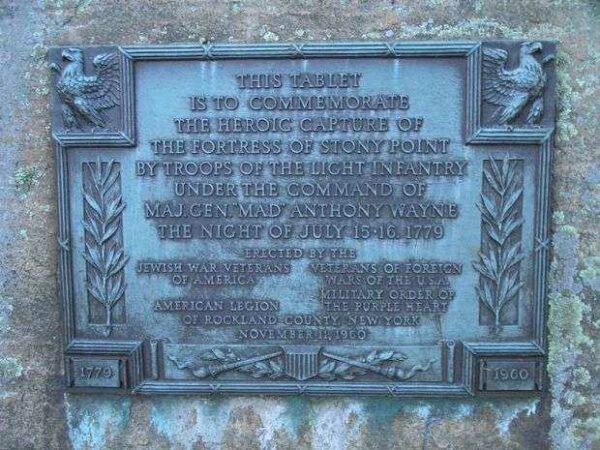 THIS TABLET
IS TO COMMEMORATE
THE HEROIC CAPTURE OF
THE FORTRESS OF STONY POINT
BY TROOPS OF THE LIGHT INFANTRY
UNDER THE COMMAND OF
MAJ. GEN. "MAD" ANTHONY WAYNE
THE NIGHT OF JULY 15-16, 1779
ERECTED BY THE
JEWISH WAR VETERANS
OF AMERICA
VETERANS OF FOREIGN
WARS OF THE U.S.A.
AMERICAN LEGION
MILITARY ORDER OF
THE PURPLE HEART
OF ROCKLAND COUNTY, NEW YORK
NOVEMBER 11, 1960
1779
1960